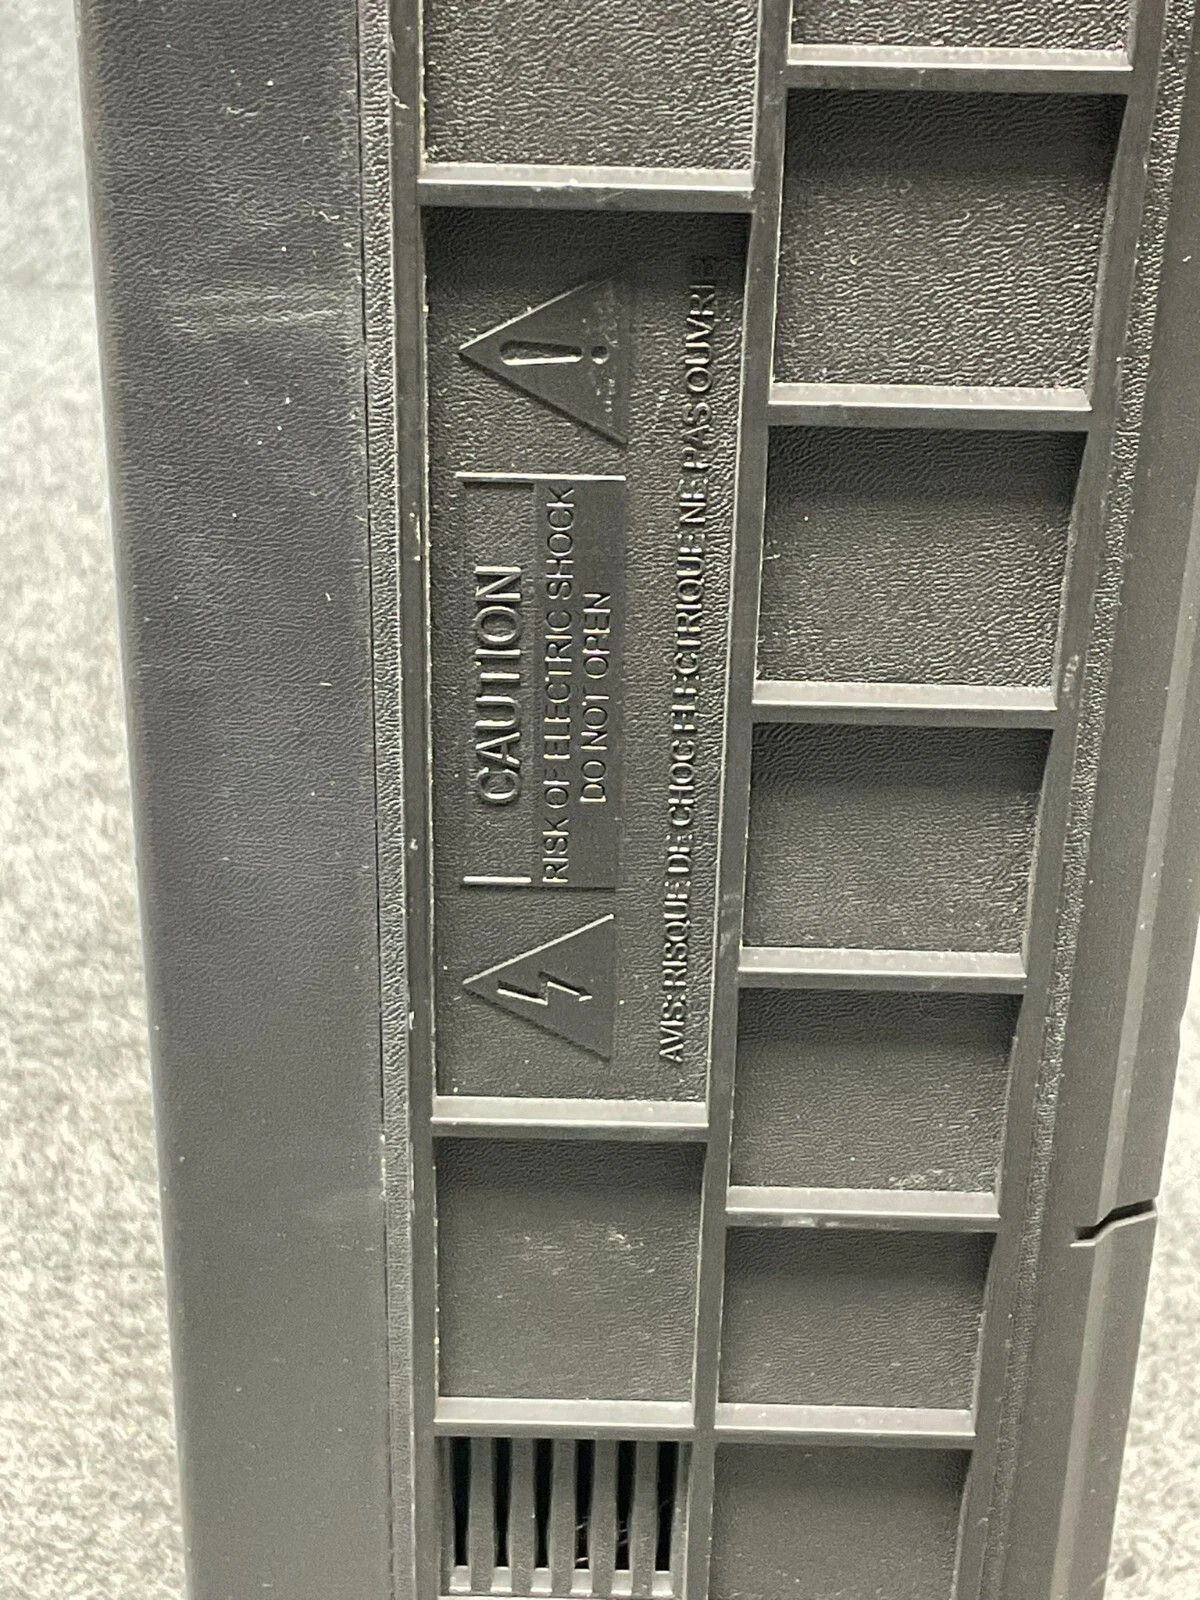 CAUTION
RISK OF ELECTRIC SHOCK
DO NOT OPEN
AVIS: RISQUE DE CHOC ELECTRIQUE NE PAS OUVRIR